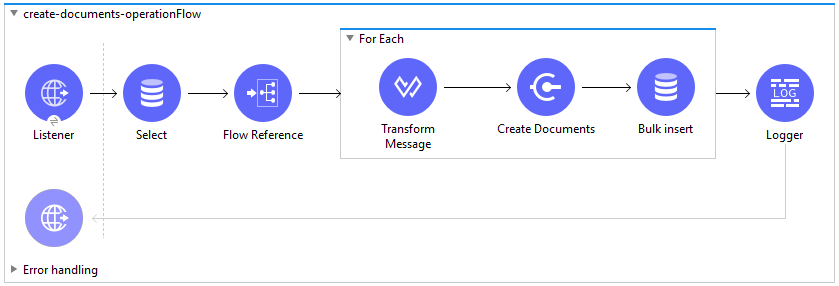 create-documents-operationFlow
For Each
Listener
Select
Flow Reference
Transform
Message
Create Documents
Bulk insert
LOG
Logger
Error handling